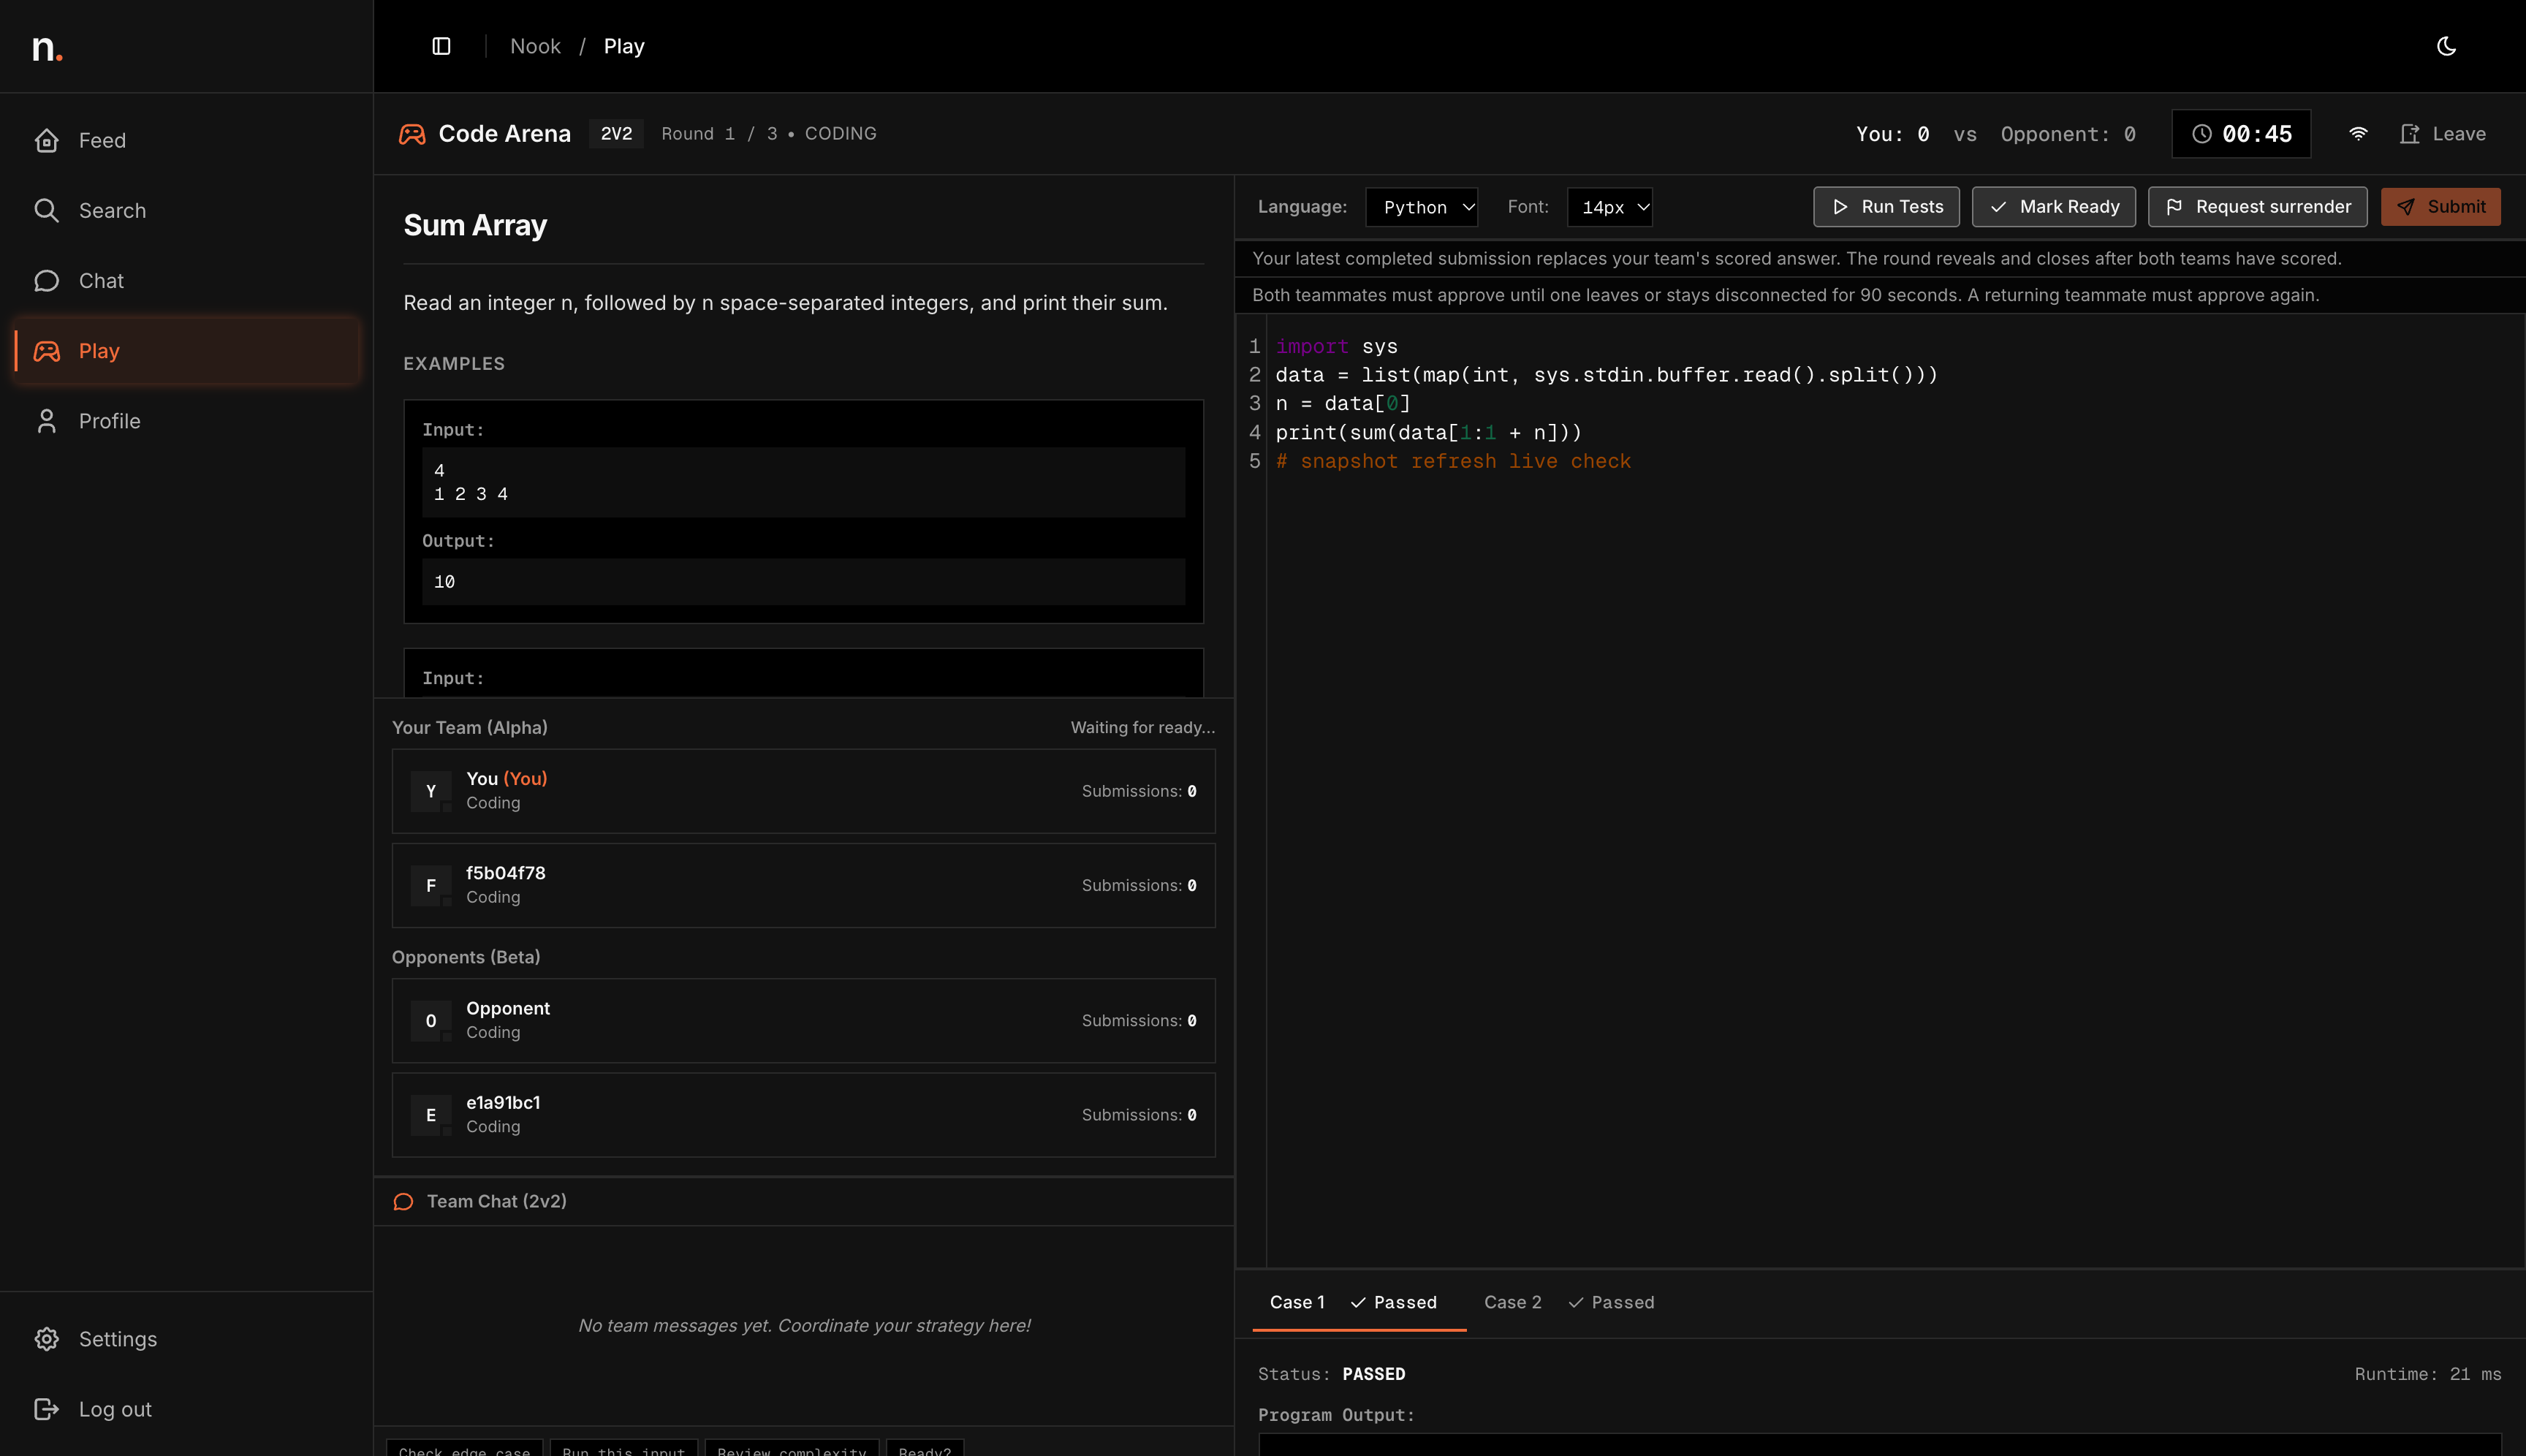 n.
Nook / Play
Feed
Search
Chat
Play
Profile
Settings
Log out
Code Arena 2V2 Round 1 / 3 • CODING
You: 0 vs Opponent: 0 00:45 Leave
Sum Array
Read an integer n, followed by n space-separated integers, and print their sum.
EXAMPLES
Input:
4
1 2 3 4
Output:
10
Input:
Your Team (Alpha) Waiting for ready...
Y You (You) Submissions: 0
Coding
F f5b04f78 Submissions: 0
Coding
Opponents (Beta)
O Opponent Submissions: 0
Coding
E e1a91bc1 Submissions: 0
Coding
Team Chat (2v2)
No team messages yet. Coordinate your strategy here!
Check edge case Run this input Review complexity Ready?
Language: Python Font: 14px Run Tests Mark Ready Request surrender Submit
Your latest completed submission replaces your team's scored answer. The round reveals and closes after both teams have scored.
Both teammates must approve until one leaves or stays disconnected for 90 seconds. A returning teammate must approve again.
1 import sys
2 data = list(map(int, sys.stdin.buffer.read().split()))
3 n = data[0]
4 print(sum(data[1:1 + n]))
5 # snapshot refresh live check
Case 1 Passed Case 2 Passed
Status: PASSED Runtime: 21 ms
Program Output: